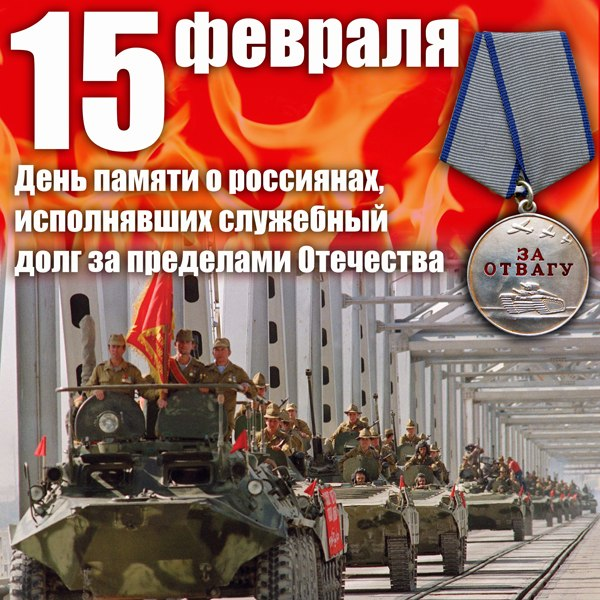 15 февраля
День памяти о россиянах,
исполнявших служебный
долг за пределами Отечества
ЗА
ОТВАГУ